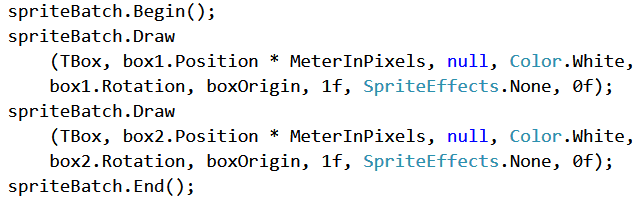 spriteBatch.Begin();
spriteBatch.Draw
(TBox, box1.Position * MeterInPixels, null, Color.White,
box1.Rotation, boxOrigin, 1f, SpriteEffects.None, 0f);
spriteBatch.Draw
(TBox, box2.Position * MeterInPixels, null, Color.White,
box2.Rotation, boxOrigin, 1f, SpriteEffects.None, 0f);
spriteBatch.End();